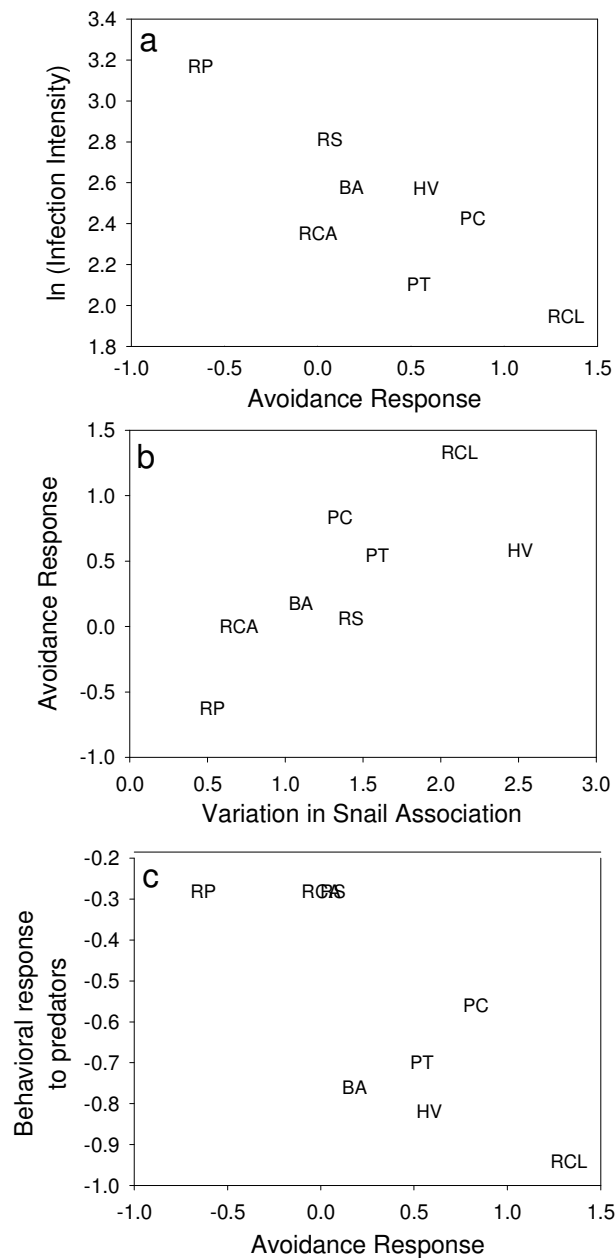 a
3.4
3.2
3.0
2.8
2.6
2.4
2.2
2.0
1.8
ln (Infection Intensity)
RP
RS
BA HV
RCA
PC
PT
RCL
-1.0 -0.5 0.0 0.5 1.0 1.5
Avoidance Response
b
1.5
1.0
0.5
0.0
-0.5
-1.0
Avoidance Response
RCL
PC
PT HV
BA
RCA RS
RP
0.0 0.5 1.0 1.5 2.0 2.5 3.0
Variation in Snail Association
c
-0.2
-0.3
-0.4
-0.5
-0.6
-0.7
-0.8
-0.9
-1.0
Behavioral response
to predators
RP RCA RS
PC
PT
BA
HV
RCL
-1.0 -0.5 0.0 0.5 1.0 1.5
Avoidance Response